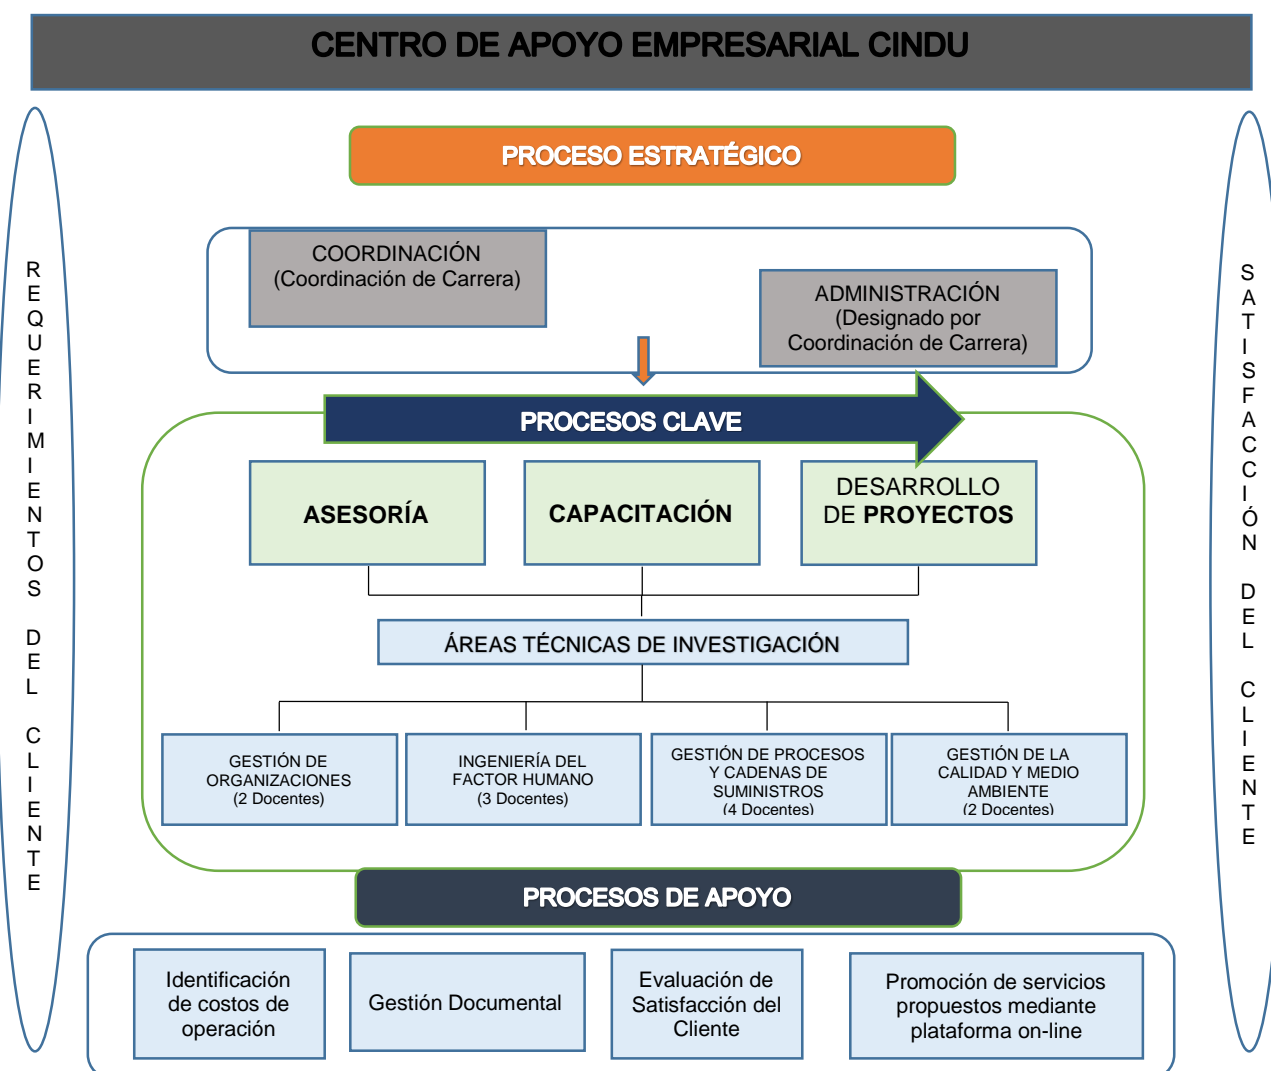 CENTRO DE APOYO EMPRESARIAL CINDU
PROCESO ESTRATÉGICO
REQUERIMIENTOS DEL CLIENTE
COORDINACIÓN
(Coordinación de Carrera)
ADMINISTRACIÓN
(Designado por
Coordinación de Carrera)
PROCESOS CLAVE
ASESORÍA
CAPACITACIÓN
DESARROLLO
DE PROYECTOS
ÁREAS TÉCNICAS DE INVESTIGACIÓN
GESTIÓN DE
ORGANIZACIONES
(2 Docentes)
INGENIERÍA DEL
FACTOR HUMANO
(3 Docentes)
GESTIÓN DE PROCESOS
Y CADENAS DE
SUMINISTROS
(4 Docentes)
GESTIÓN DE LA
CALIDAD Y MEDIO
AMBIENTE
(2 Docentes)
PROCESOS DE APOYO
Identificación
de costos de
operación
Gestión Documental
Evaluación de
Satisfacción del
Cliente
Promoción de servicios
propuestos mediante
plataforma on-line
SATISFACCIÓN DEL CLIENTE